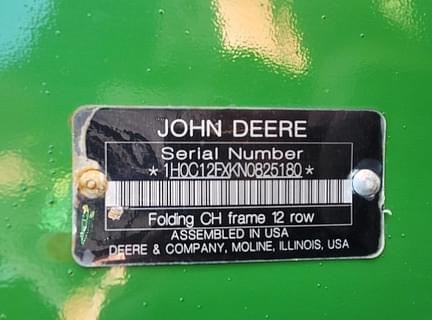 JOHN DEERE
Serial Number
*1H0C12FXKN0825180*
Folding CH frame 12 row
ASSEMBLED IN USA
DEERE & COMPANY, MOLINE, ILLINOIS, USA